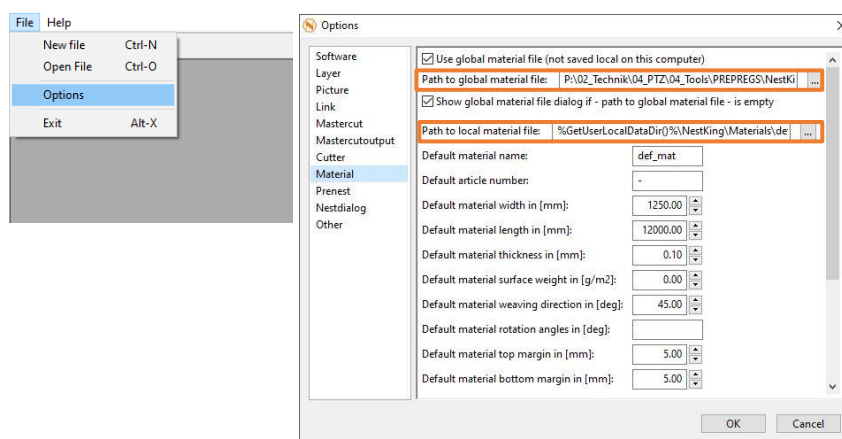 File Help
New file Ctrl-N
Open File Ctrl-O
Options
Exit Alt-X
Options
Software
Layer
Picture
Link
Mastercut
Mastercutoutput
Cutter
Material
Prenest
Nestdialog
Other
Use global material file (not saved local on this computer)
Path to global material file: P:\02_Technik\04_PTZ\04_Tools\PREPREGS\NestKi ...
Show global material file dialog if - path to global material file - is empty
Path to local material file: %GetUserLocalDataDir()%\NestKing\Materials\de ...
Default material name: def_mat
Default article number: -
Default material width in [mm]: 1250.00
Default material length in [mm]: 12000.00
Default material thickness in [mm]: 0.10
Default material surface weight in [g/m2]: 0.00
Default material weaving direction in [deg]: 45.00
Default material rotation angles in [deg]:
Default material top margin in [mm]: 5.00
Default material bottom margin in [mm]: 5.00
OK Cancel